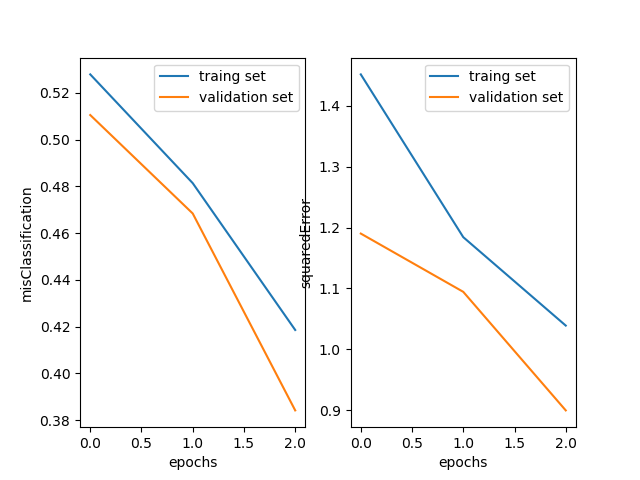 traing set
validation set
misClassification
0.52
0.50
0.48
0.46
0.44
0.42
0.40
0.38
0.0 0.5 1.0 1.5 2.0
epochs
traing set
validation set
squaredError
1.4
1.3
1.2
1.1
1.0
0.9
0.0 0.5 1.0 1.5 2.0
epochs